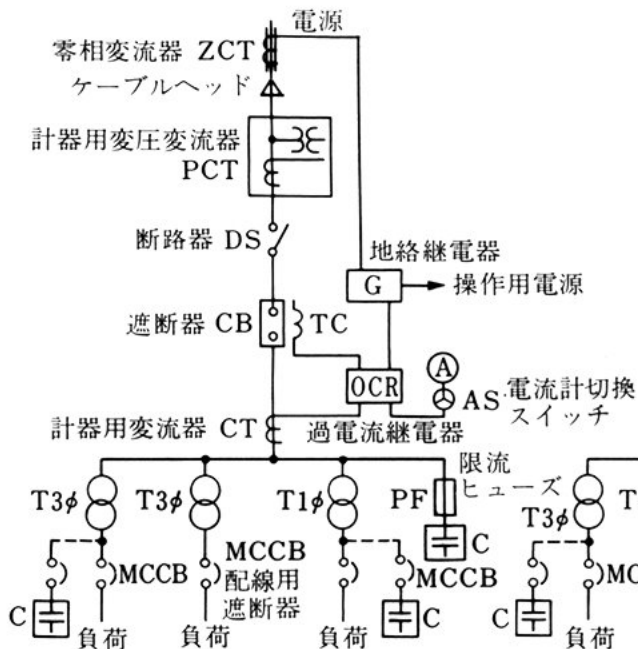 電源
零相変流器 ZCT
ケーブルヘッド
計器用変圧変流器
PCT
断路器 DS
地絡継電器
G
操作用電源
遮断器 CB
TC
A
OCR
AS
電流計切換
スイッチ
計器用変流器 CT
過電流継電器
限流
ヒューズ
T3φ
T3φ
T1φ
PF
T3φ
T
C
MCCB
MCCB
配線用
遮断器
MCCB
MC
C
C
C
負荷
負荷
負荷
負荷